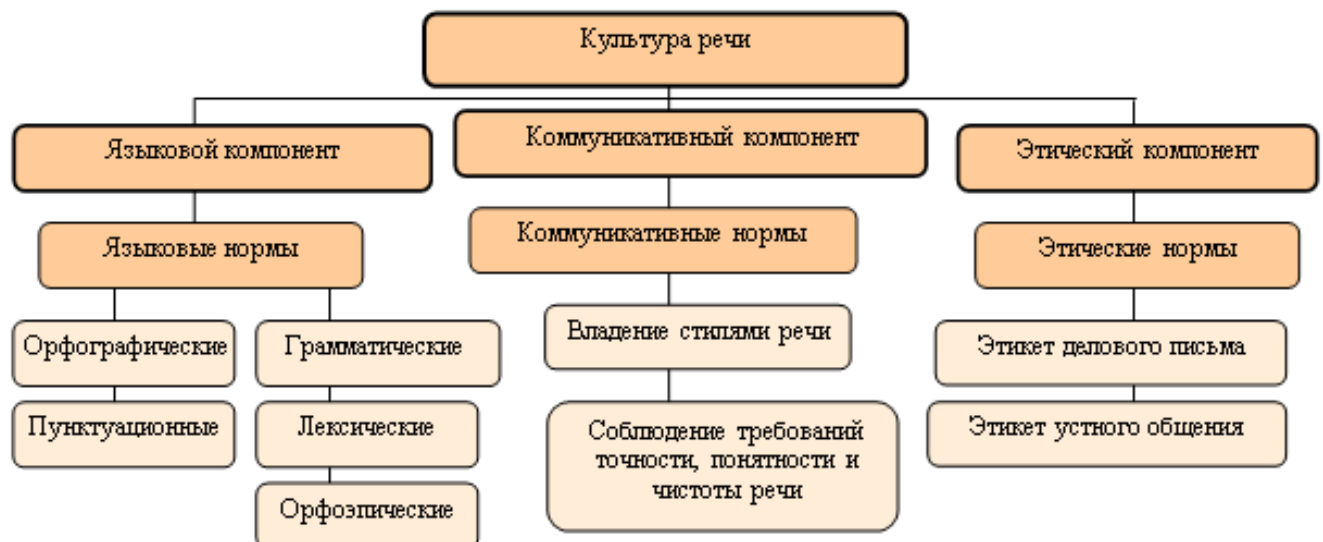 Культура речи
Языковой компонент
Коммуникативный компонент
Этический компонент
Языковые нормы
Коммуникативные нормы
Этические нормы
Орфографические
Грамматические
Владение стилями речи
Этикет делового письма
Пунктуационные
Лексические
Соблюдение требований
точности, понятности и
чистоты речи
Этикет устного общения
Орфоэпические